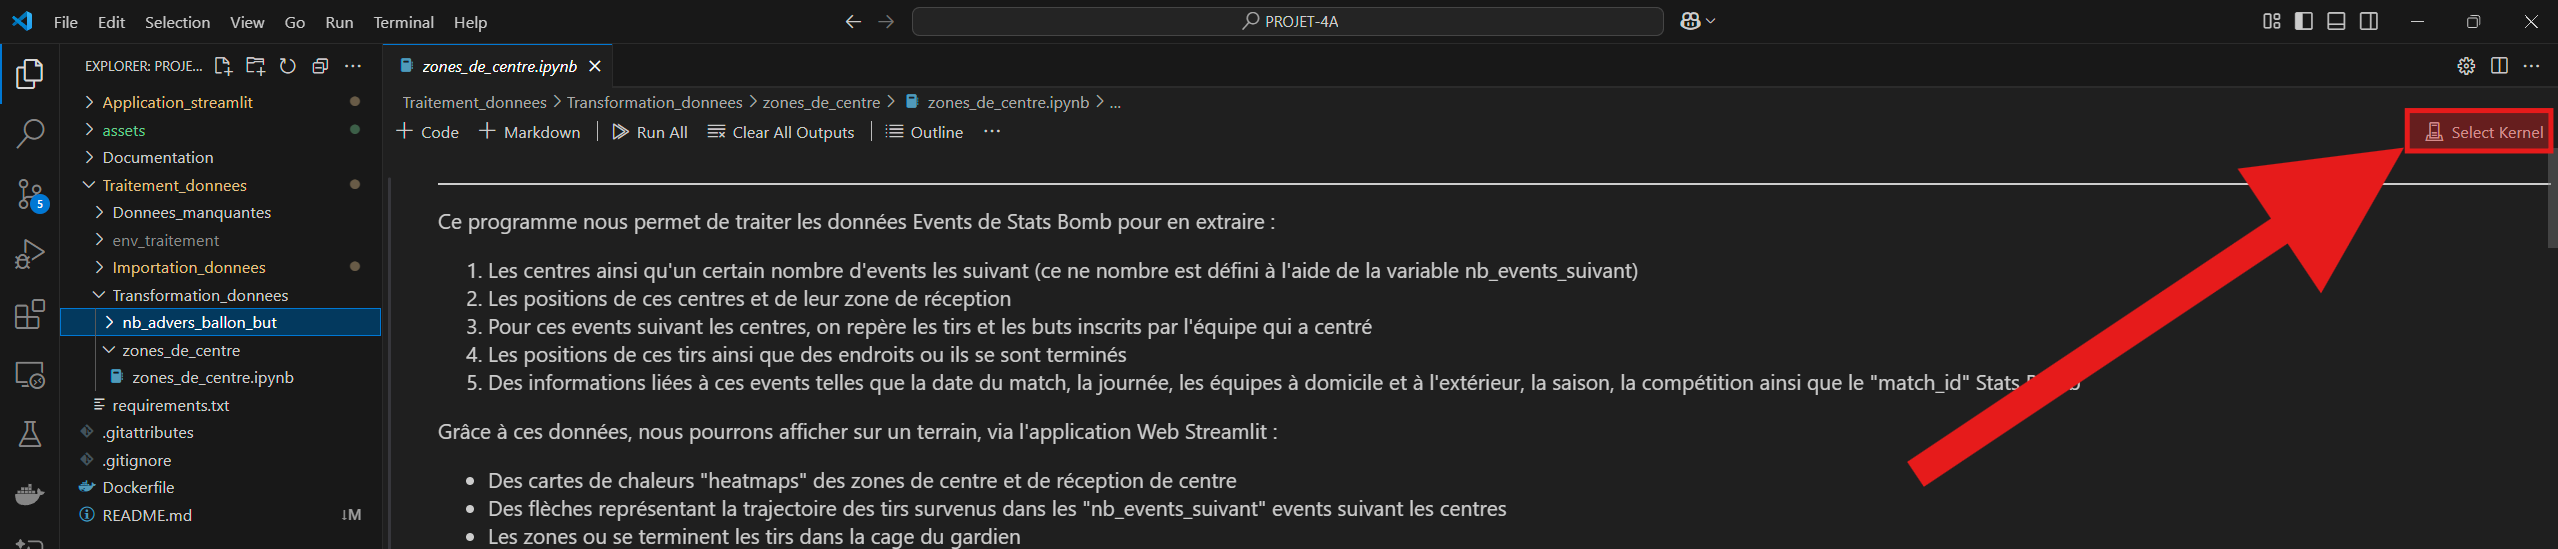 File Edit Selection View Go Run Terminal Help
PROJET-4A
EXPLORER: PROJE...
zones_de_centre.ipynb
Application_streamlit
assets
Documentation
Traitement_donnees
Donnees_manquantes
env_traitement
Importation_donnees
Transformation_donnees
nb_advers_ballon_but
zones_de_centre
zones_de_centre.ipynb
requirements.txt
.gitattributes
.gitignore
Dockerfile
README.md ↓M
5
Traitement_donnees > Transformation_donnees > zones_de_centre > zones_de_centre.ipynb > ...
+ Code + Markdown | Run All Clear All Outputs | Outline ...
Select Kernel
Ce programme nous permet de traiter les données Events de Stats Bomb pour en extraire :
1. Les centres ainsi qu'un certain nombre d'events les suivant (ce ne nombre est défini à l'aide de la variable nb_events_suivant)
2. Les positions de ces centres et de leur zone de réception
3. Pour ces events suivant les centres, on repère les tirs et les buts inscrits par l'équipe qui a centré
4. Les positions de ces tirs ainsi que des endroits ou ils se sont terminés
5. Des informations liées à ces events telles que la date du match, la journée, les équipes à domicile et à l'extérieur, la saison, la compétition ainsi que le "match_id" Stats
Grâce à ces données, nous pourrons afficher sur un terrain, via l'application Web Streamlit :
• Des cartes de chaleurs "heatmaps" des zones de centre et de réception de centre
• Des flèches représentant la trajectoire des tirs survenus dans les "nb_events_suivant" events suivant les centres
• Les zones ou se terminent les tirs dans la cage du gardien